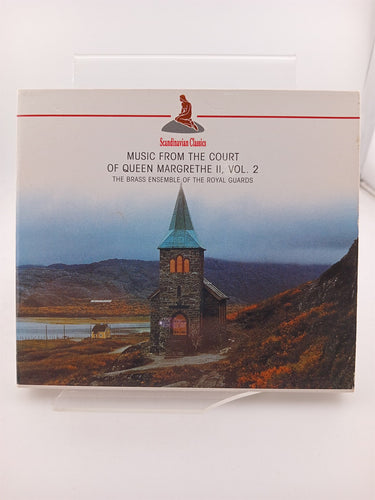 Scandinavian Classics
MUSIC FROM THE COURT
OF QUEEN MARGRETHE II, VOL. 2
THE BRASS ENSEMBLE OF THE ROYAL GUARDS